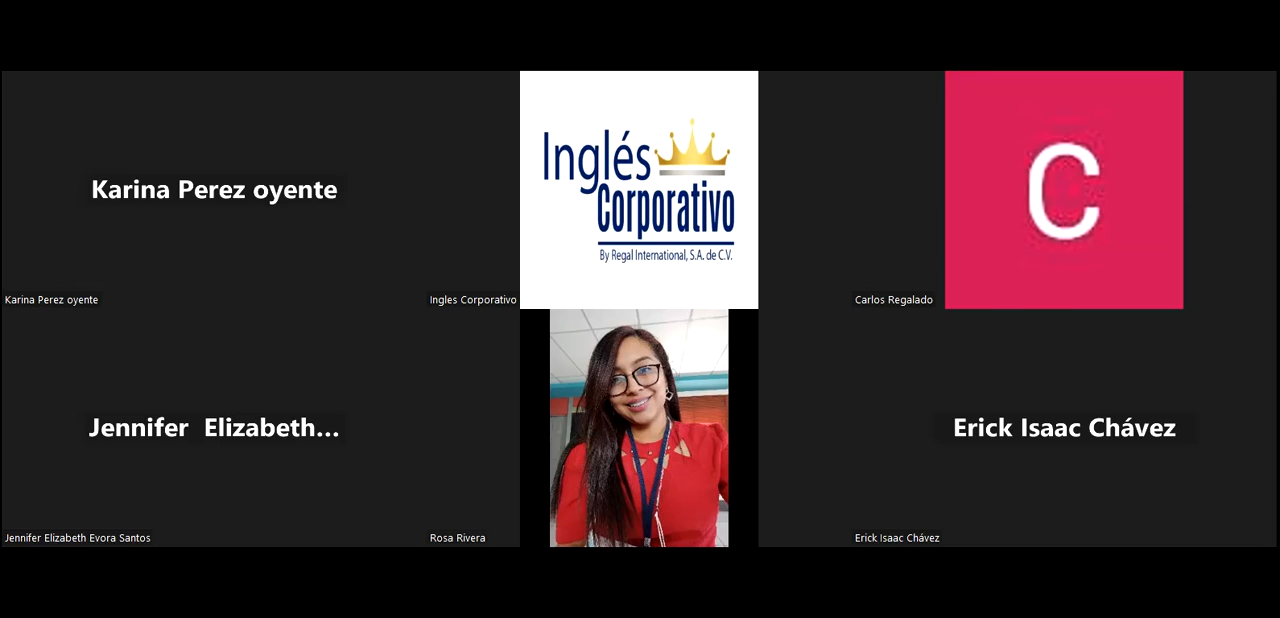 Karina Perez oyente
Inglés
Corporativo
By Regal International, S.A. de C.V.
C
Karina Perez oyente
Ingles Corporativo
Carlos Regalado
Jennifer  Elizabeth...
Erick Isaac Chávez
Jennifer Elizabeth Evora Santos
Rosa Rivera
Erick Isaac Chávez